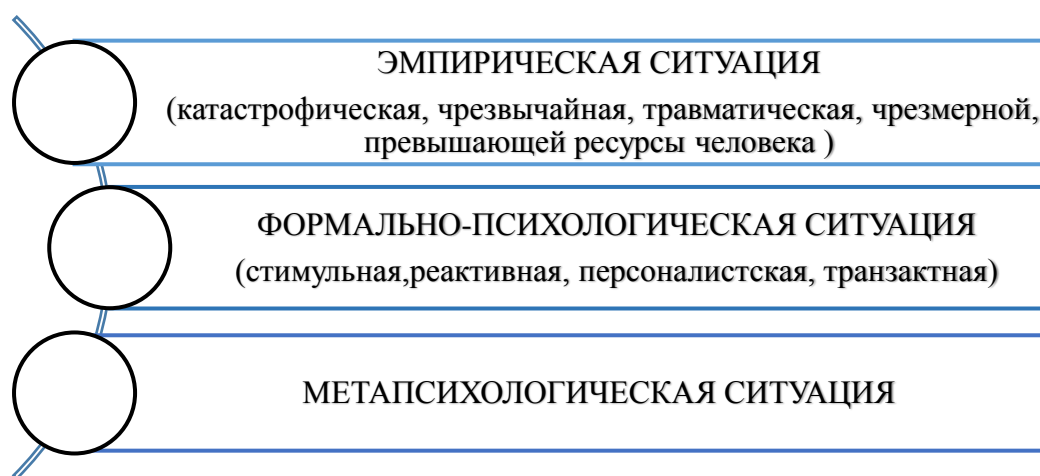 ЭМПИРИЧЕСКАЯ СИТУАЦИЯ
(катастрофическая, чрезвычайная, травматическая, чрезмерной,
превышающей ресурсы человека )
ФОРМАЛЬНО-ПСИХОЛОГИЧЕСКАЯ СИТУАЦИЯ
(стимульная,реактивная, персоналистская, транзактная)
МЕТАПСИХОЛОГИЧЕСКАЯ СИТУАЦИЯ